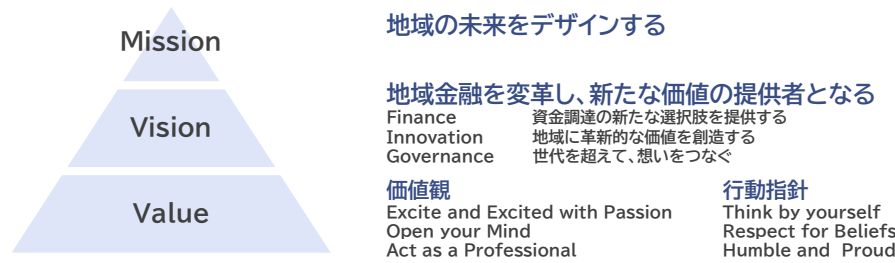 Mission
地域の未来をデザインする
Vision
地域金融を変革し、新たな価値の提供者となる
Finance 資金調達の新たな選択肢を提供する
Innovation 地域に革新的な価値を創造する
Governance 世代を超えて、想いをつなぐ
Value
価値観
Excite and Excited with Passion
Open your Mind
Act as a Professional
行動指針
Think by yourself
Respect for Beliefs
Humble and Proud